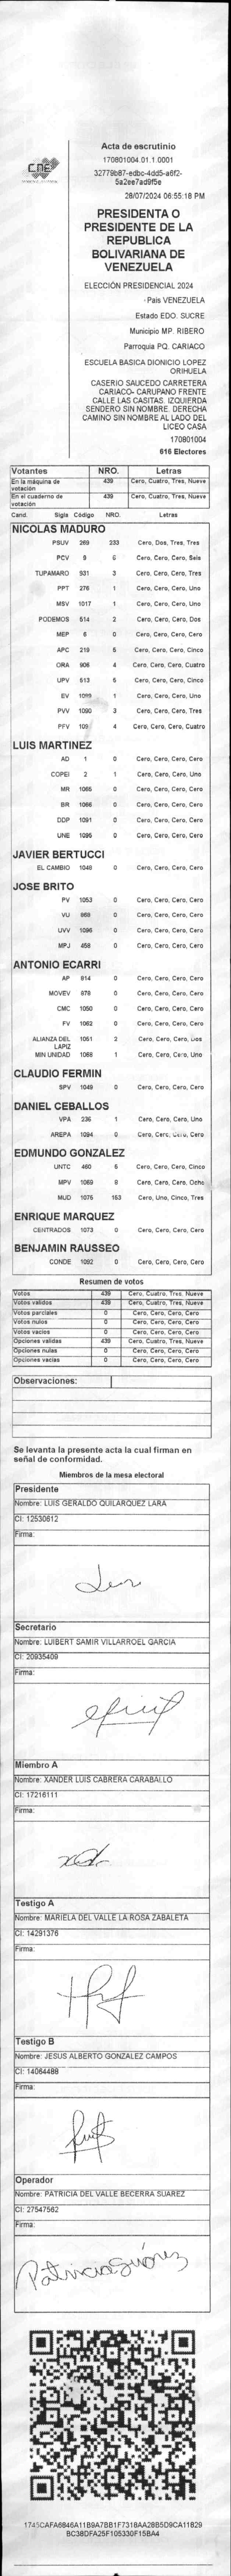 CNE
Acta de escrutinio
170801004.01.1.0001
32779b87-edbc-4dd5-a6f2-
5a2ee7ad9f5e
28/07/2024 06:55:18 PM
PRESIDENTA O
PRESIDENTE DE LA
REPUBLICA
BOLIVARIANA DE
VENEZUELA
ELECCIÓN PRESIDENCIAL 2024
- Pais VENEZUELA
Estado EDO. SUCRE
Municipio MP. RIBERO
Parroquia PQ. CARIACO
ESCUELA BASICA DIONICIO LOPEZ
ORIHUELA
CASERIO SAUCEDO CARRETERA
CARIACO- CARUPANO FRENTE
CALLE LAS CASITAS. IZQUIERDA
SENDERO SIN NOMBRE. DERECHA
CAMINO SIN NOMBRE AL LADO DEL
LICEO CASA
170801004
616 Electores
Votantes NRO. Letras
En la máquina de votación 439 Cero, Cuatro, Tres, Nueve
En el cuaderno de votación 439 Cero, Cuatro, Tres, Nueve
Cand. Sigla Código NRO. Letras
NICOLAS MADURO
PSUV 269 233 Cero, Dos, Tres, Tres
PCV 9 6 Cero, Cero, Cero, Seis
TUPAMARO 931 3 Cero, Cero, Cero, Tres
PPT 276 1 Cero, Cero, Cero, Uno
MSV 1017 1 Cero, Cero, Cero, Uno
PODEMOS 514 2 Cero, Cero, Cero, Dos
MEP 6 0 Cero, Cero, Cero, Cero
APC 219 5 Cero, Cero, Cero, Cinco
ORA 906 4 Cero, Cero, Cero, Cuatro
UPV 513 5 Cero, Cero, Cero, Cinco
EV 1 Cero, Cero, Cero, Uno
PVV 1090 3 Cero, Cero, Cero, Tres
PFV 4 Cero, Cero, Cero, Cuatro
LUIS MARTINEZ
AD 1 0 Cero, Cero, Cero, Cero
COPEI 2 1 Cero, Cero, Cero, Uno
MR 1065 0 Cero, Cero, Cero, Cero
BR 1066 0 Cero, Cero, Cero, Cero
DDP 1091 0 Cero, Cero, Cero, Cero
UNE 1095 0 Cero, Cero, Cero, Cero
JAVIER BERTUCCI
EL CAMBIO 1048 0 Cero, Cero, Cero, Cero
JOSE BRITO
PV 1053 0 Cero, Cero, Cero, Cero
VU 868 0 Cero, Cero, Cero, Cero
UVV 1096 0 Cero, Cero, Cero, Cero
MPJ 458 0 Cero, Cero, Cero, Cero
ANTONIO ECARRI
AP 914 0 Cero, Cero, Cero, Cero
MOVEV 979 0 Cero, Cero, Cero, Cero
CMC 1050 0 Cero, Cero, Cero, Cero
FV 1062 0 Cero, Cero, Cero, Cero
ALIANZA DEL LAPIZ 1051 2 Cero, Cero, Cero, Dos
MIN UNIDAD 1068 1 Cero, Cero, Cero, Uno
CLAUDIO FERMIN
SPV 1049 0 Cero, Cero, Cero, Cero
DANIEL CEBALLOS
VPA 236 1 Cero, Cero, Cero, Uno
AREPA 1094 0 Cero, Cero, Cero, Cero
EDMUNDO GONZALEZ
UNTC 460 5 Cero, Cero, Cero, Cinco
MPV 1069 8 Cero, Cero, Cero, Ocho
MUD 1076 153 Cero, Uno, Cinco, Tres
ENRIQUE MARQUEZ
CENTRADOS 1073 0 Cero, Cero, Cero, Cero
BENJAMIN RAUSSEO
CONDE 1092 0 Cero, Cero, Cero, Cero
Resumen de votos
Votos 439 Cero, Cuatro, Tres, Nueve
Votos validos 439 Cero, Cuatro, Tres, Nueve
Votos parciales 0 Cero, Cero, Cero, Cero
Votos nulos 0 Cero, Cero, Cero, Cero
Votos vacios 0 Cero, Cero, Cero, Cero
Opciones validas 439 Cero, Cuatro, Tres, Nueve
Opciones nulas 0 Cero, Cero, Cero, Cero
Opciones vacias 0 Cero, Cero, Cero, Cero
Observaciones:
Se levanta la presente acta la cual firman en
señal de conformidad.
Miembros de la mesa electoral
Presidente
Nombre: LUIS GERALDO QUILARQUEZ LARA
CI: 12530612
Firma:
Secretario
Nombre: LUIBERT SAMIR VILLARROEL GARCIA
CI: 20935409
Firma:
Miembro A
Nombre: XANDER LUIS CABRERA CARABALLO
CI: 17216111
Firma:
Testigo A
Nombre: MARIELA DEL VALLE LA ROSA ZABALETA
CI: 14291376
Firma:
Testigo B
Nombre: JESUS ALBERTO GONZALEZ CAMPOS
CI: 14064488
Firma:
Operador
Nombre: PATRICIA DEL VALLE BECERRA SUAREZ
CI: 27547562
Firma:
Patricia Suárez
1745CAFA6846A11B9A7BB1F7318AA28B5D9CA11829
BC38DFA25F105330F15BA4